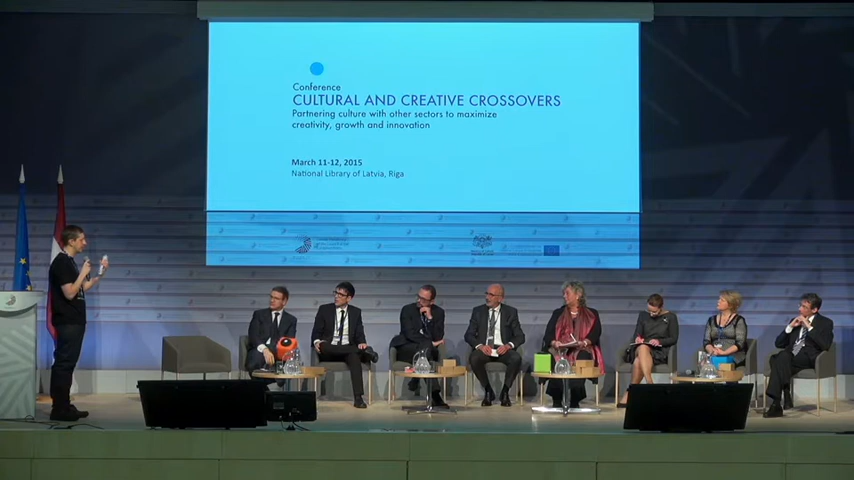 Conference
CULTURAL AND CREATIVE CROSSOVERS
Partnering culture with other sectors to maximize
creativity, growth and innovation
March 11-12, 2015
National Library of Latvia, Riga